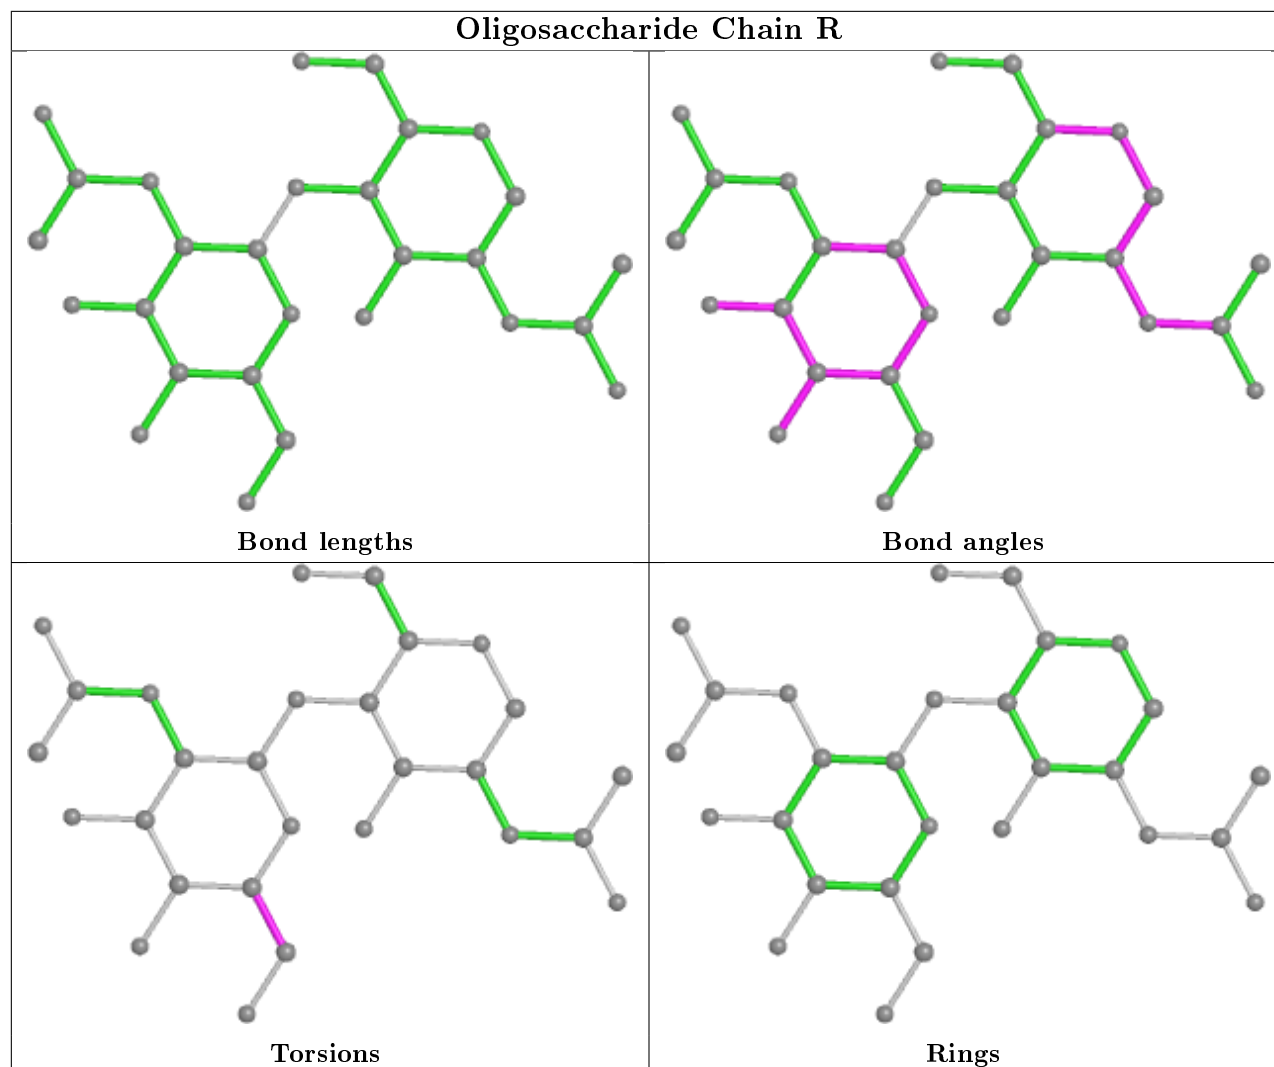 Oligosaccharide Chain R
Bond lengths
Bond angles
Torsions
Rings